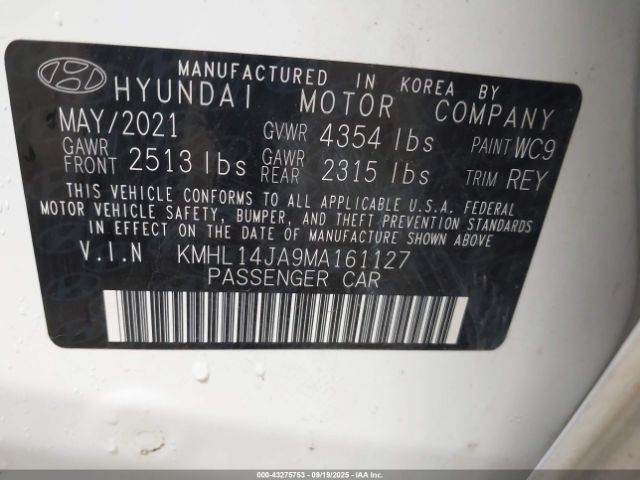 MANUFACTURED IN KOREA BY
HYUNDAI MOTOR COMPANY
MAY/2021 GVWR 4354 lbs PAINT WC9
GAWR FRONT 2513 lbs GAWR REAR 2315 lbs TRIM REY
THIS VEHICLE CONFORMS TO ALL APPLICABLE U.S.A. FEDERAL
MOTOR VEHICLE SAFETY, BUMPER, AND THEFT PREVENTION STANDARDS
IN EFFECT ON THE DATE OF MANUFACTURE SHOWN ABOVE.
V.I.N KMHL14JA9MA161127
PASSENGER CAR
000-43275753 - 09/19/2025 - IAAI.COM